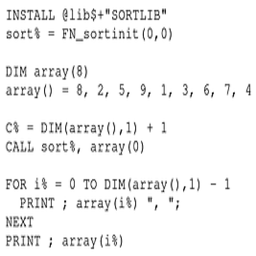 INSTALL @lib$+"SORTLIB"
sort% = FN_sortinit(0,0)

DIM array(8)
array() = 8, 2, 5, 9, 1, 3, 6, 7, 4

C% = DIM(array(),1) + 1
CALL sort%, array(0)

FOR i% = 0 TO DIM(array(),1) - 1
  PRINT ; array(i%) ", ";
NEXT
PRINT ; array(i%)